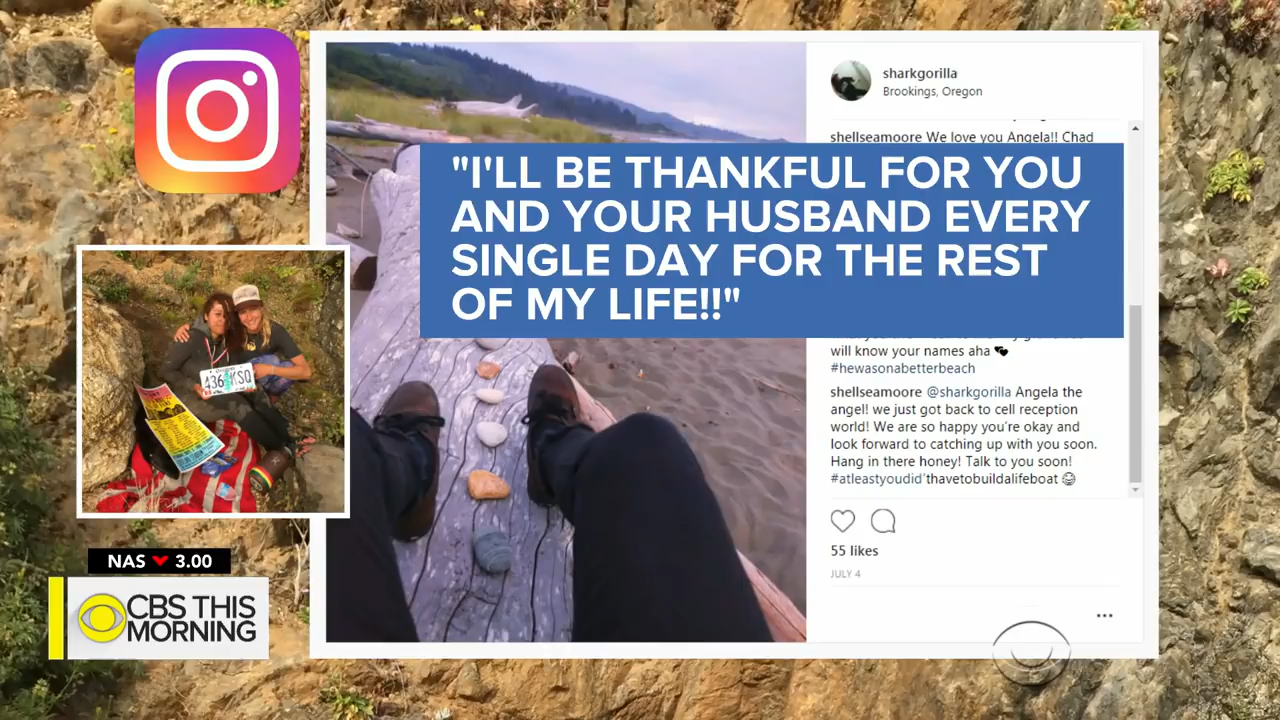 sharkgorilla
Brookings, Oregon
shellseamoore We love you Angela!! Chad
"I'LL BE THANKFUL FOR YOU
AND YOUR HUSBAND EVERY
SINGLE DAY FOR THE REST
OF MY LIFE!!"
will know your names aha
#hewasonabetterbeach
shellseamoore @sharkgorilla Angela the
angel! we just got back to cell reception
world! We are so happy you're okay and
look forward to catching up with you soon.
Hang in there honey! Talk to you soon!
#atleastyoudid´thavetobuildalifeboat 😂
55 likes
JULY 4
436 KSQ
NAS 3.00
CBS THIS
MORNING